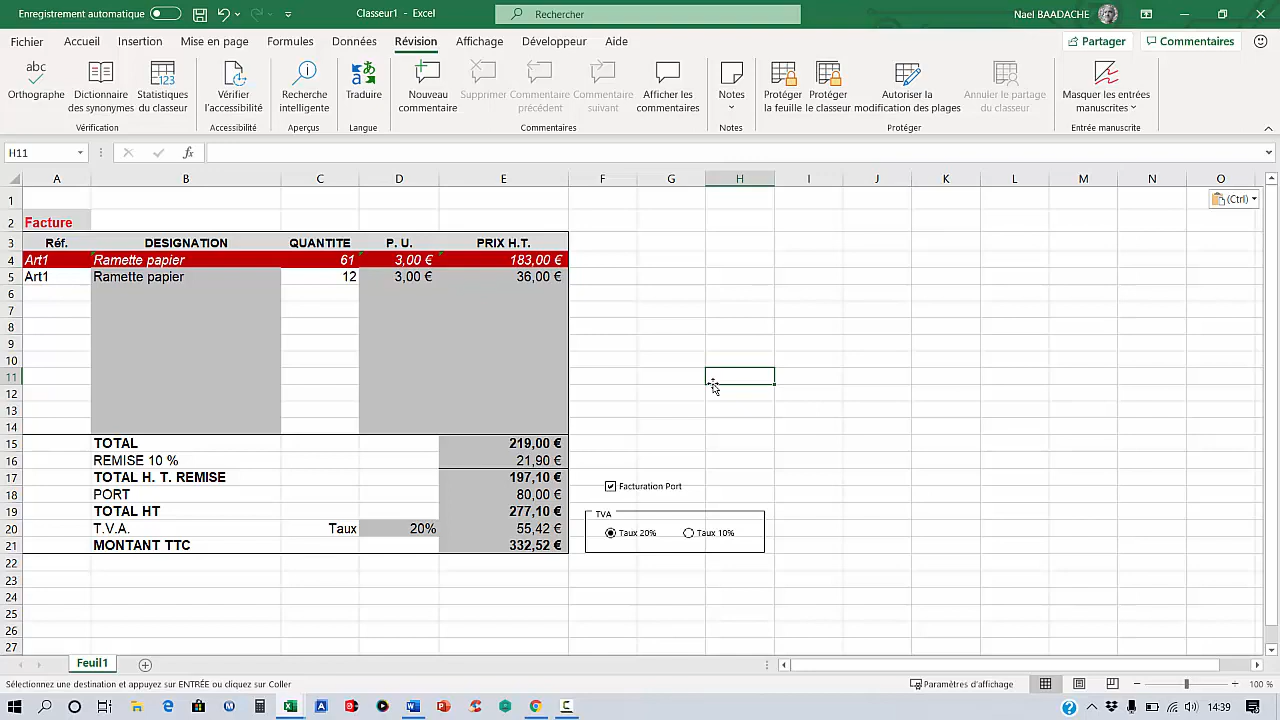 Enregistrement automatique
Classeur1 - Excel
Rechercher
Nael BAADACHE
Fichier Accueil Insertion Mise en page Formules Données Révision Affichage Développeur Aide
Partager Commentaires
abc
123
Orthographe
Dictionnaire des synonymes
Statistiques du classeur
Vérifier l'accessibilité
Recherche intelligente
Traduire
Nouveau commentaire
Supprimer
Commentaire précédent
Commentaire suivant
Afficher les commentaires
Notes
Protéger la feuille
Protéger le classeur
Autoriser la modification des plages
Annuler le partage du classeur
Masquer les entrées manuscrites
Vérification Accessibilité Aperçus Langue Commentaires Notes Protéger Entrée manuscrite
H11 fx
A B C D E F G H I J K L M N O
1
(Ctrl)
2 Facture
3 Réf. DESIGNATION QUANTITE P. U. PRIX H.T.
4 Art1 Ramette papier 61 3,00 € 183,00 €
5 Art1 Ramette papier 12 3,00 € 36,00 €
6
7
8
9
10
11
12
13
14
15 TOTAL 219,00 €
16 REMISE 10 % 21,90 €
17 TOTAL H. T. REMISE 197,10 €
Facturation Port
18 PORT 80,00 €
19 TOTAL HT 277,10 €
TVA
20 T.V.A. Taux 20% 55,42 €
Taux 20% Taux 10%
21 MONTANT TTC 332,52 €
22
23
24
25
26
27
Feuil1
Sélectionnez une destination et appuyez sur ENTRÉE ou cliquez sur Coller
Paramètres d'affichage
100 %
14:39